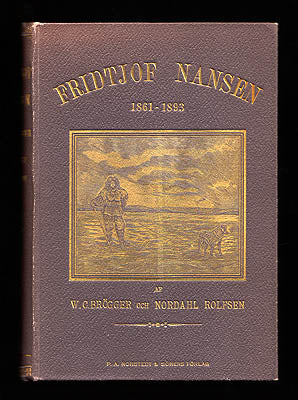 FRIDTJOF NANSEN
1861-1893
AF
W.C.BRÖGGER OCH NORDAHL ROLFSEN
P. A. NORSTEDT & SÖNERS FÖRLAG